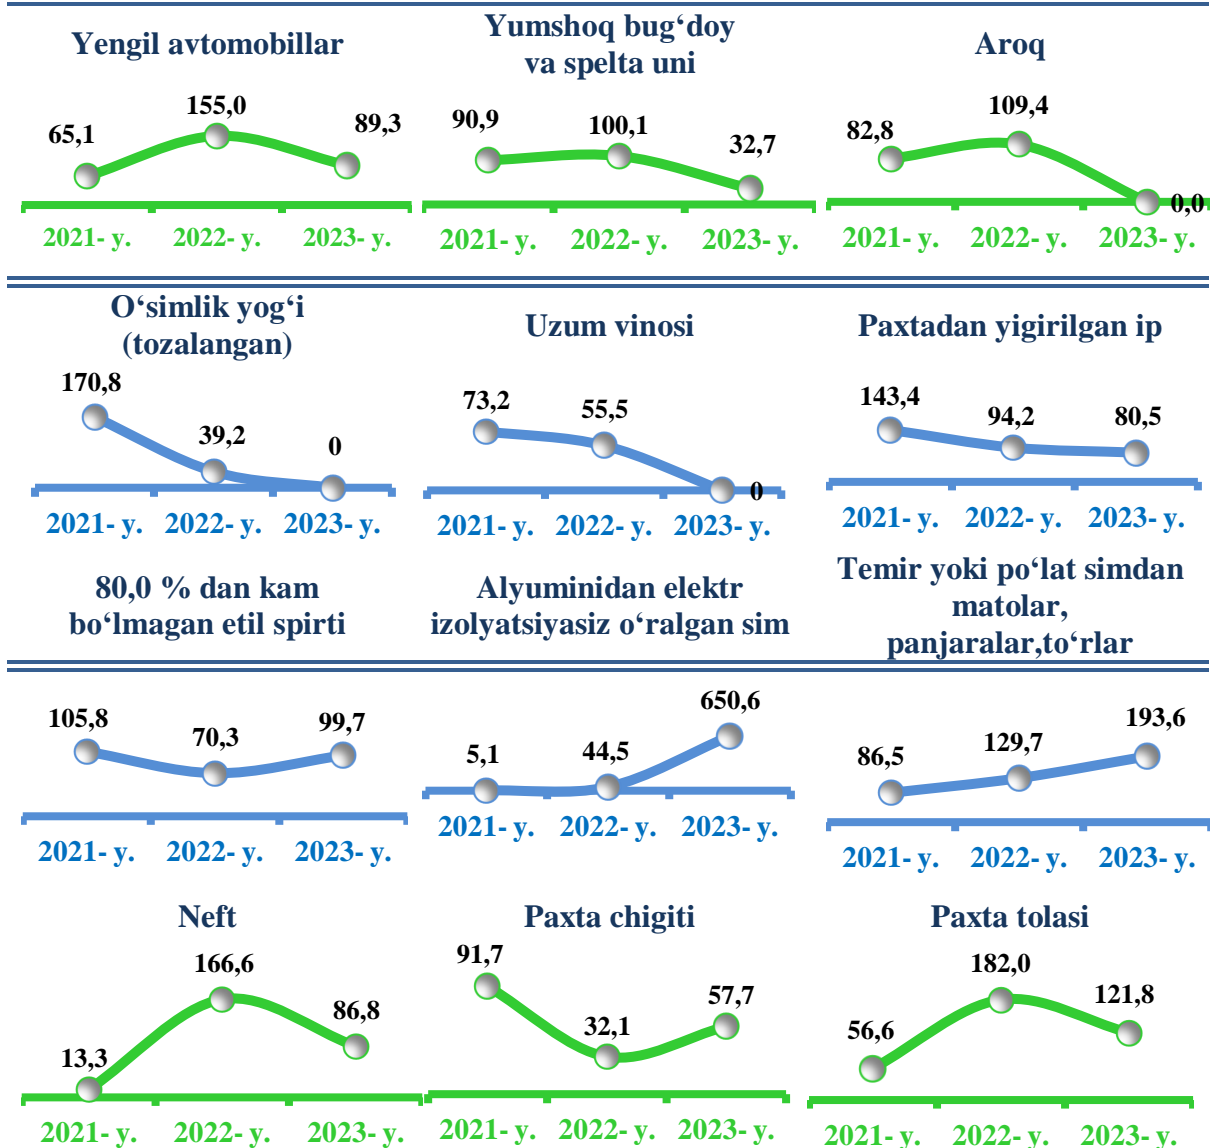 Yengil avtomobillar
65,1
155,0
89,3
2021- y. 2022- y. 2023- y.
Yumshoq bug‘doy
va spelta uni
90,9
100,1
32,7
2021- y. 2022- y. 2023- y.
Aroq
82,8
109,4
0,0
2021- y. 2022- y. 2023- y.
O‘simlik yog‘i
(tozalangan)
170,8
39,2
0
2021- y. 2022- y. 2023- y.
Uzum vinosi
73,2
55,5
0
2021- y. 2022- y. 2023- y.
Paxtadan yigirilgan ip
143,4
94,2
80,5
2021- y. 2022- y. 2023- y.
80,0 % dan kam
bo‘lmagan etil spirti
105,8
70,3
99,7
2021- y. 2022- y. 2023- y.
Alyuminidan elektr
izolyatsiyasiz o‘ralgan sim
5,1
44,5
650,6
2021- y. 2022- y. 2023- y.
Temir yoki po‘lat simdan
matolar,
panjaralar,to‘rlar
86,5
129,7
193,6
2021- y. 2022- y. 2023- y.
Neft
13,3
166,6
86,8
2021- y. 2022- y. 2023- y.
Paxta chigiti
91,7
32,1
57,7
2021- y. 2022- y. 2023- y.
Paxta tolasi
56,6
182,0
121,8
2021- y. 2022- y. 2023- y.